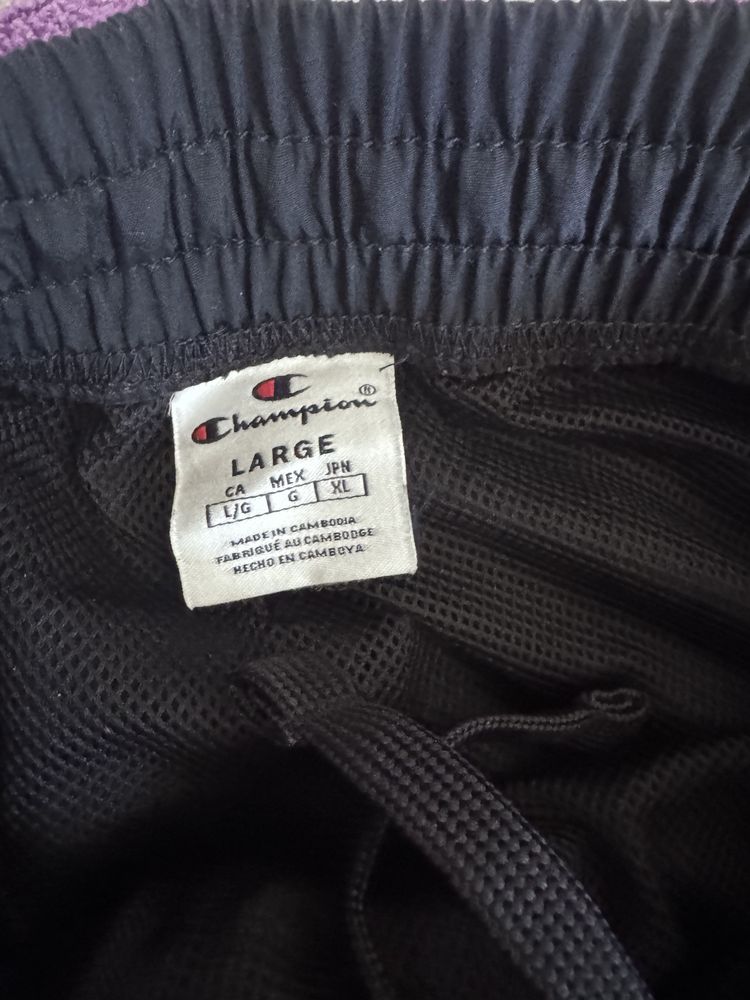 Champion®
LARGE
CA MEX JPN
L/G G XL
MADE IN CAMBODIA
FABRIQUÉ AU CAMBODGE
HECHO EN CAMBOYA